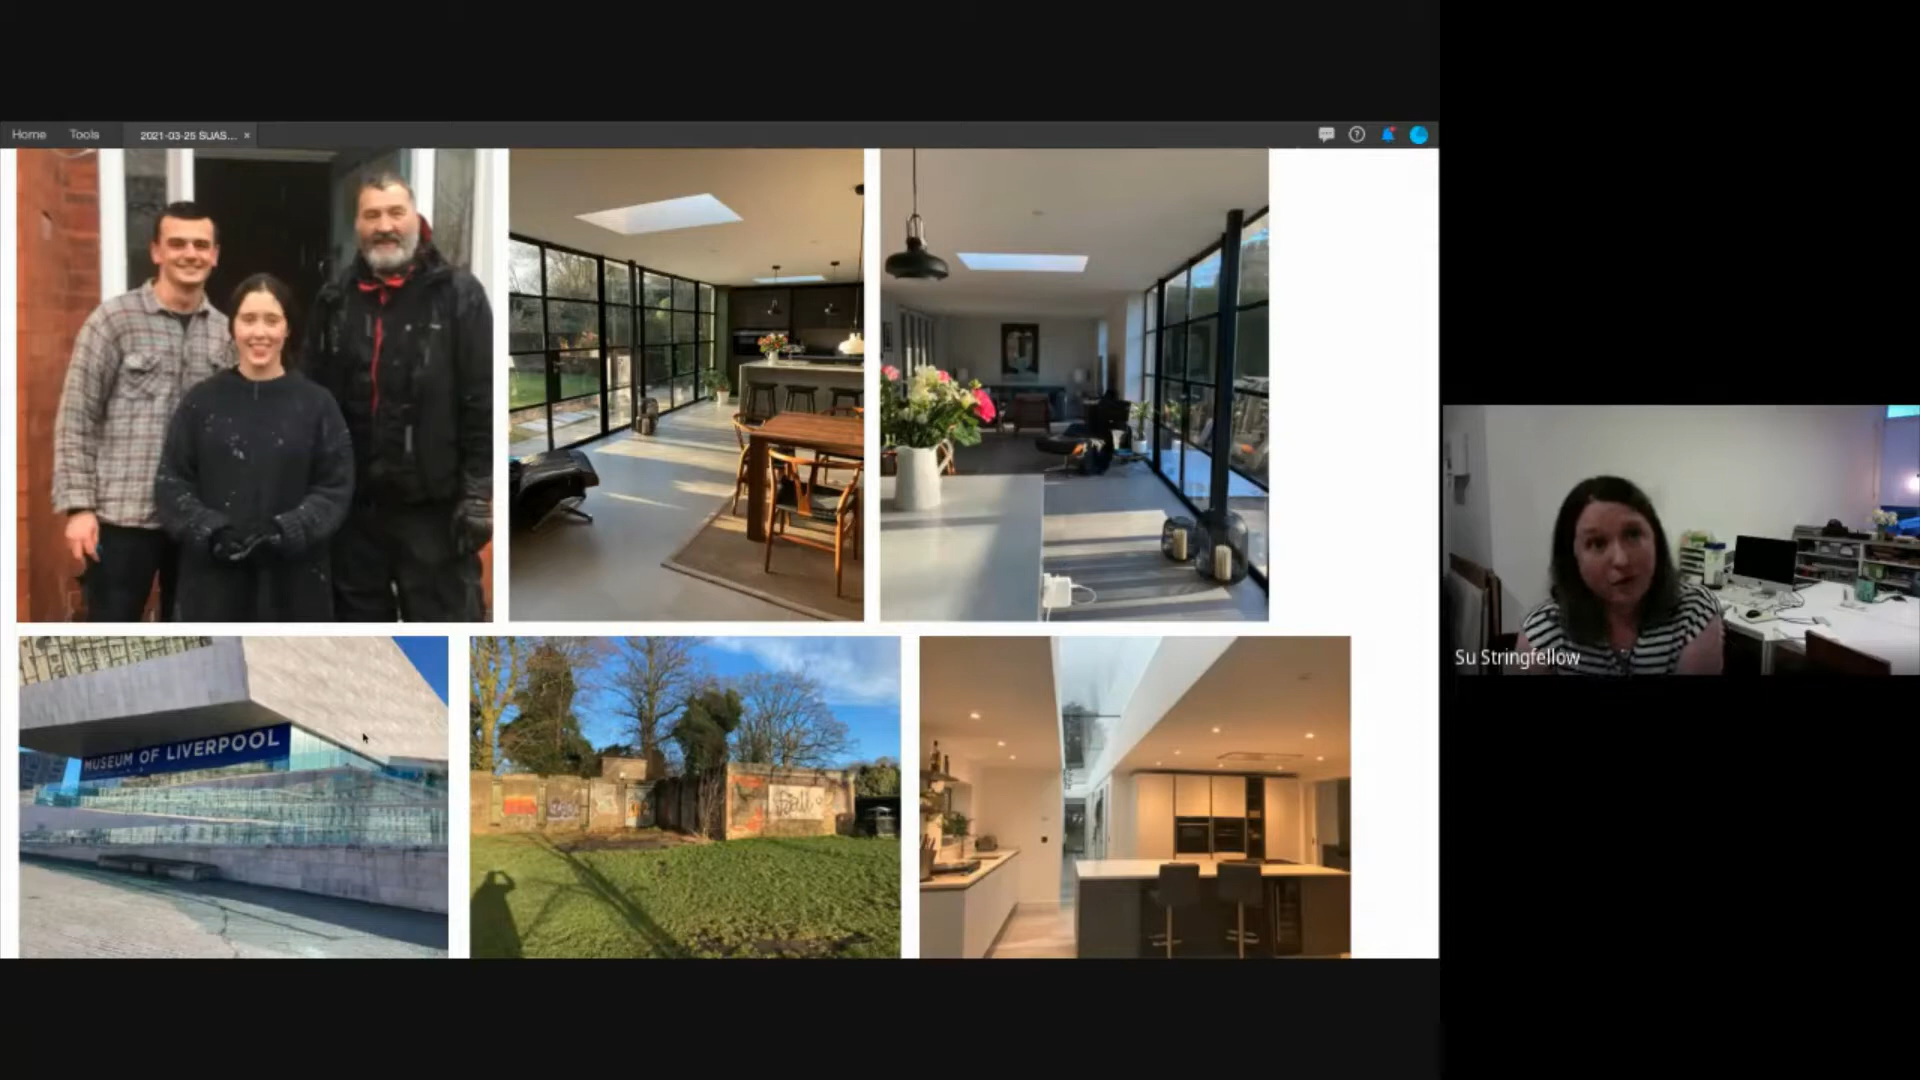 Home Tools 2021-03-25 SUAS... ×
MUSEUM OF LIVERPOOL
Su Stringfellow